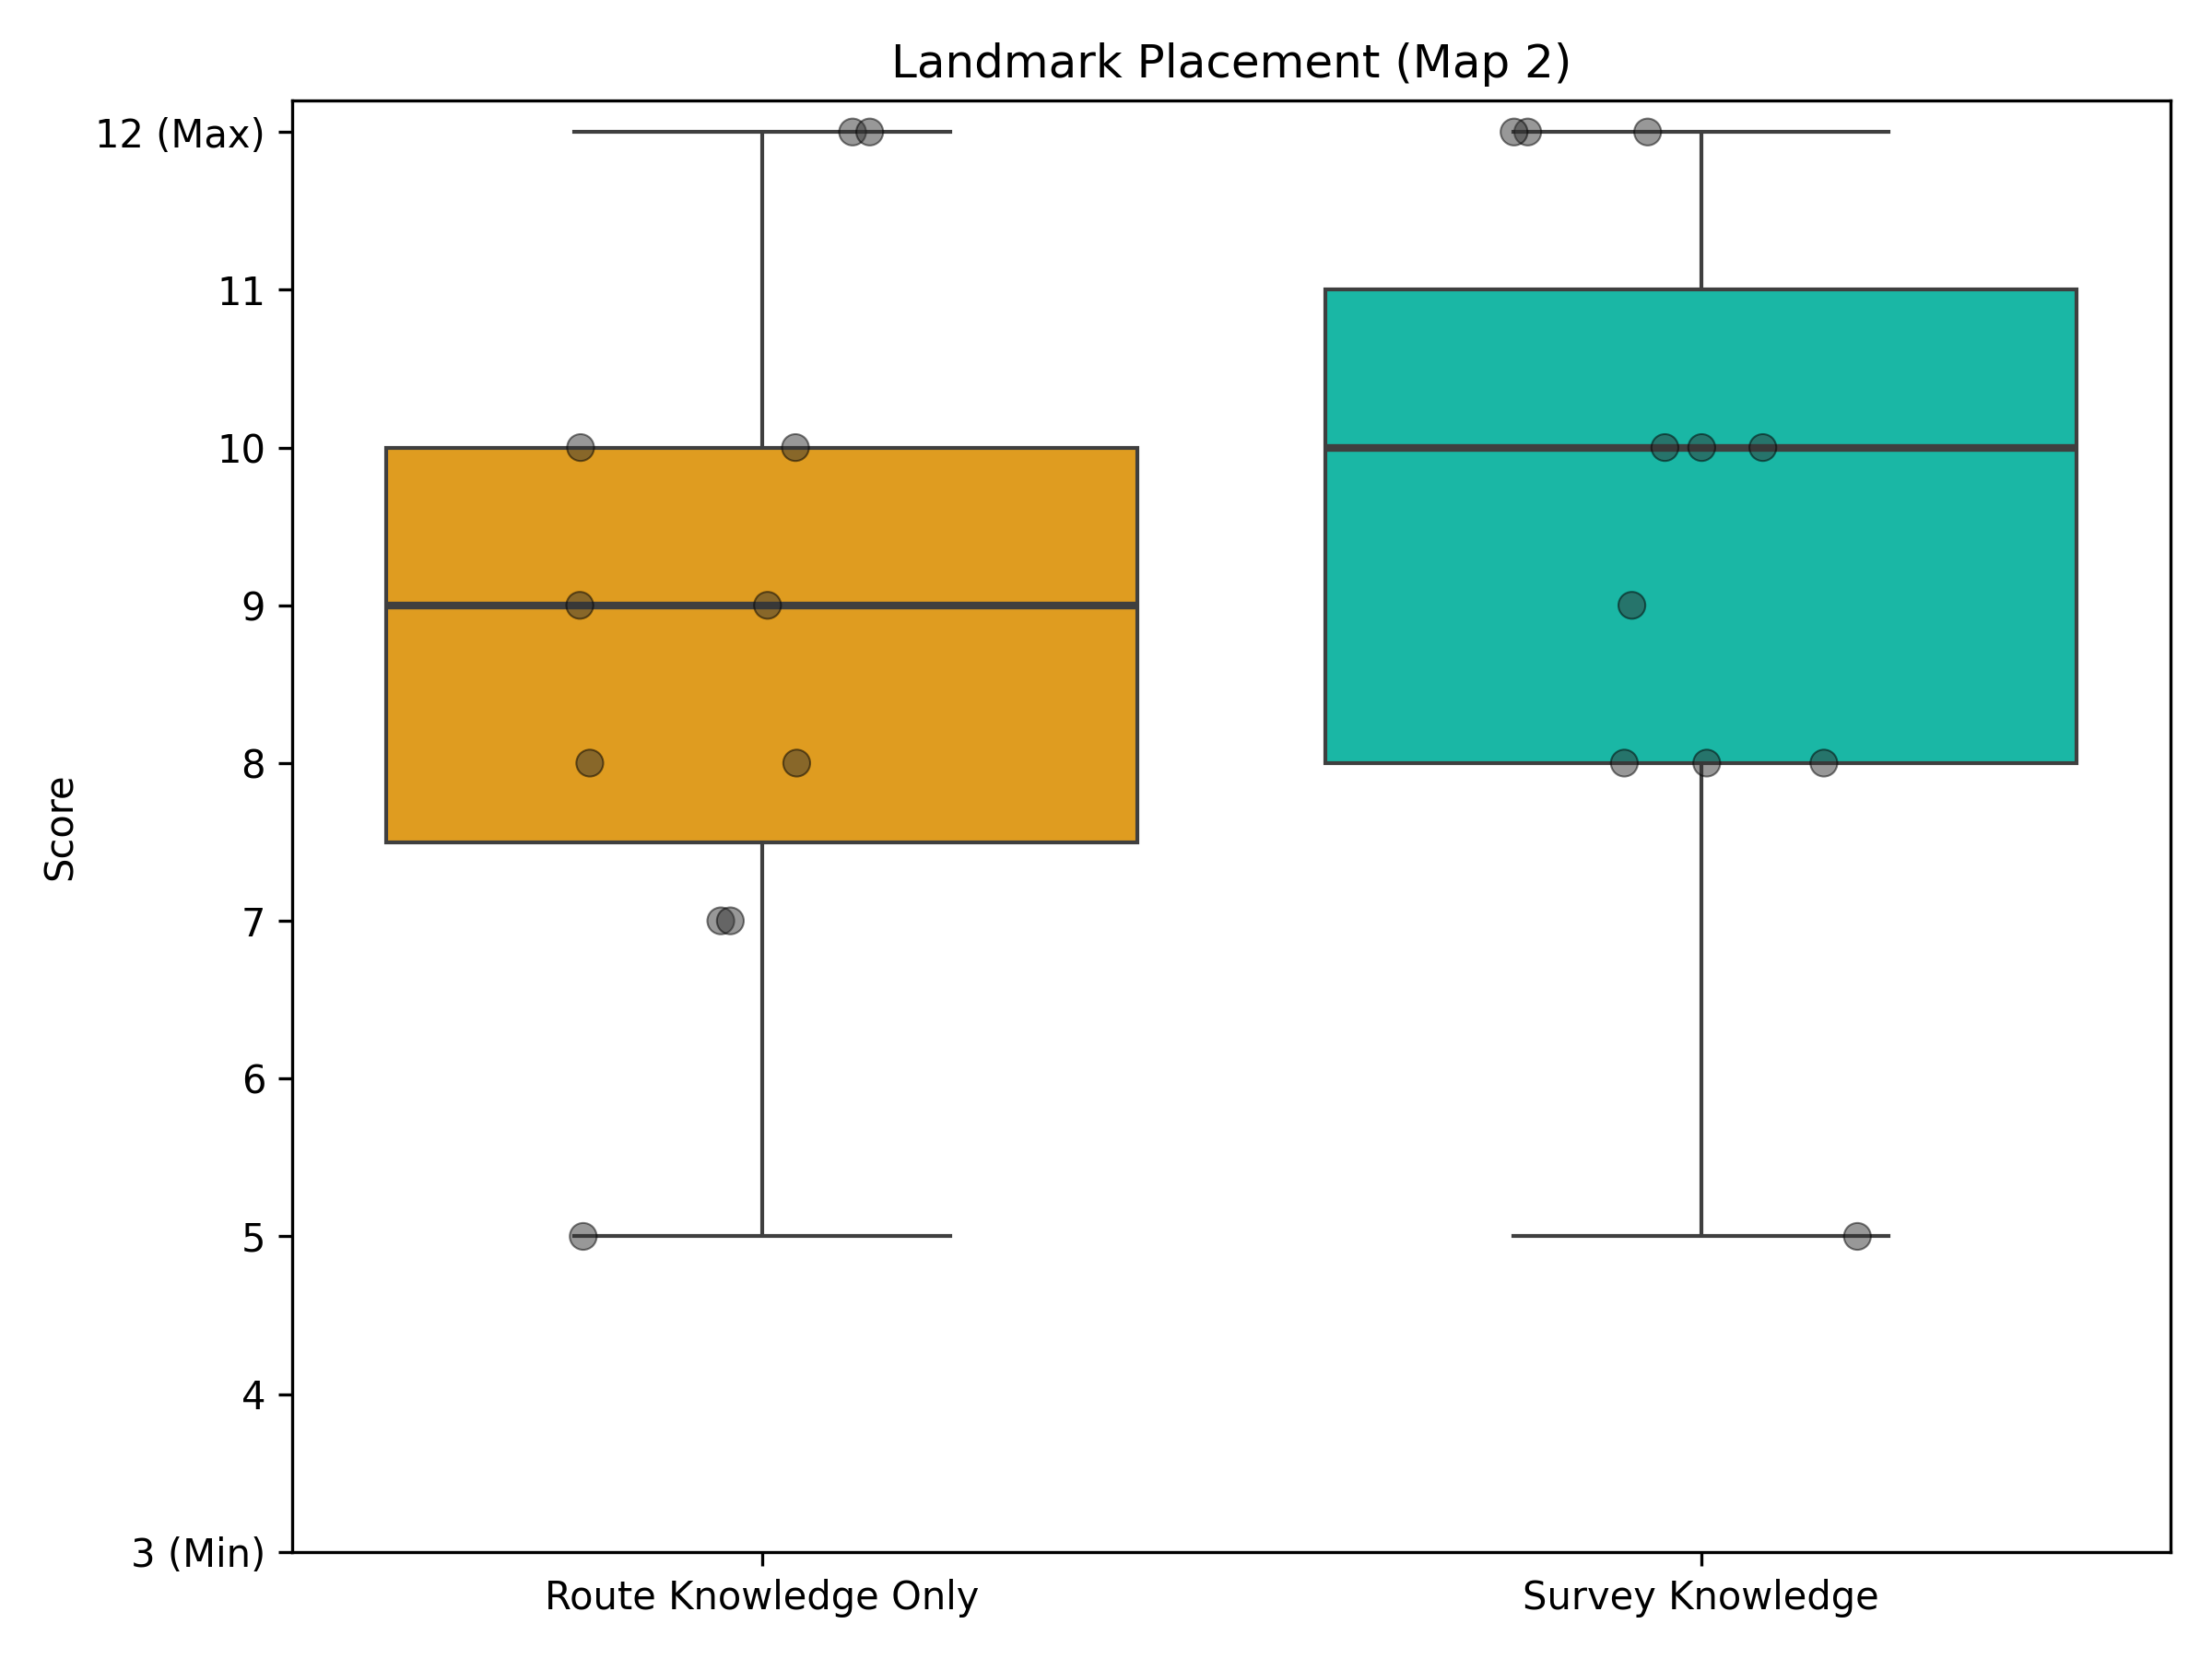 Landmark Placement (Map 2)
12 (Max)
11
10
9
8
7
6
5
4
3 (Min)
Score
Route Knowledge Only
Survey Knowledge